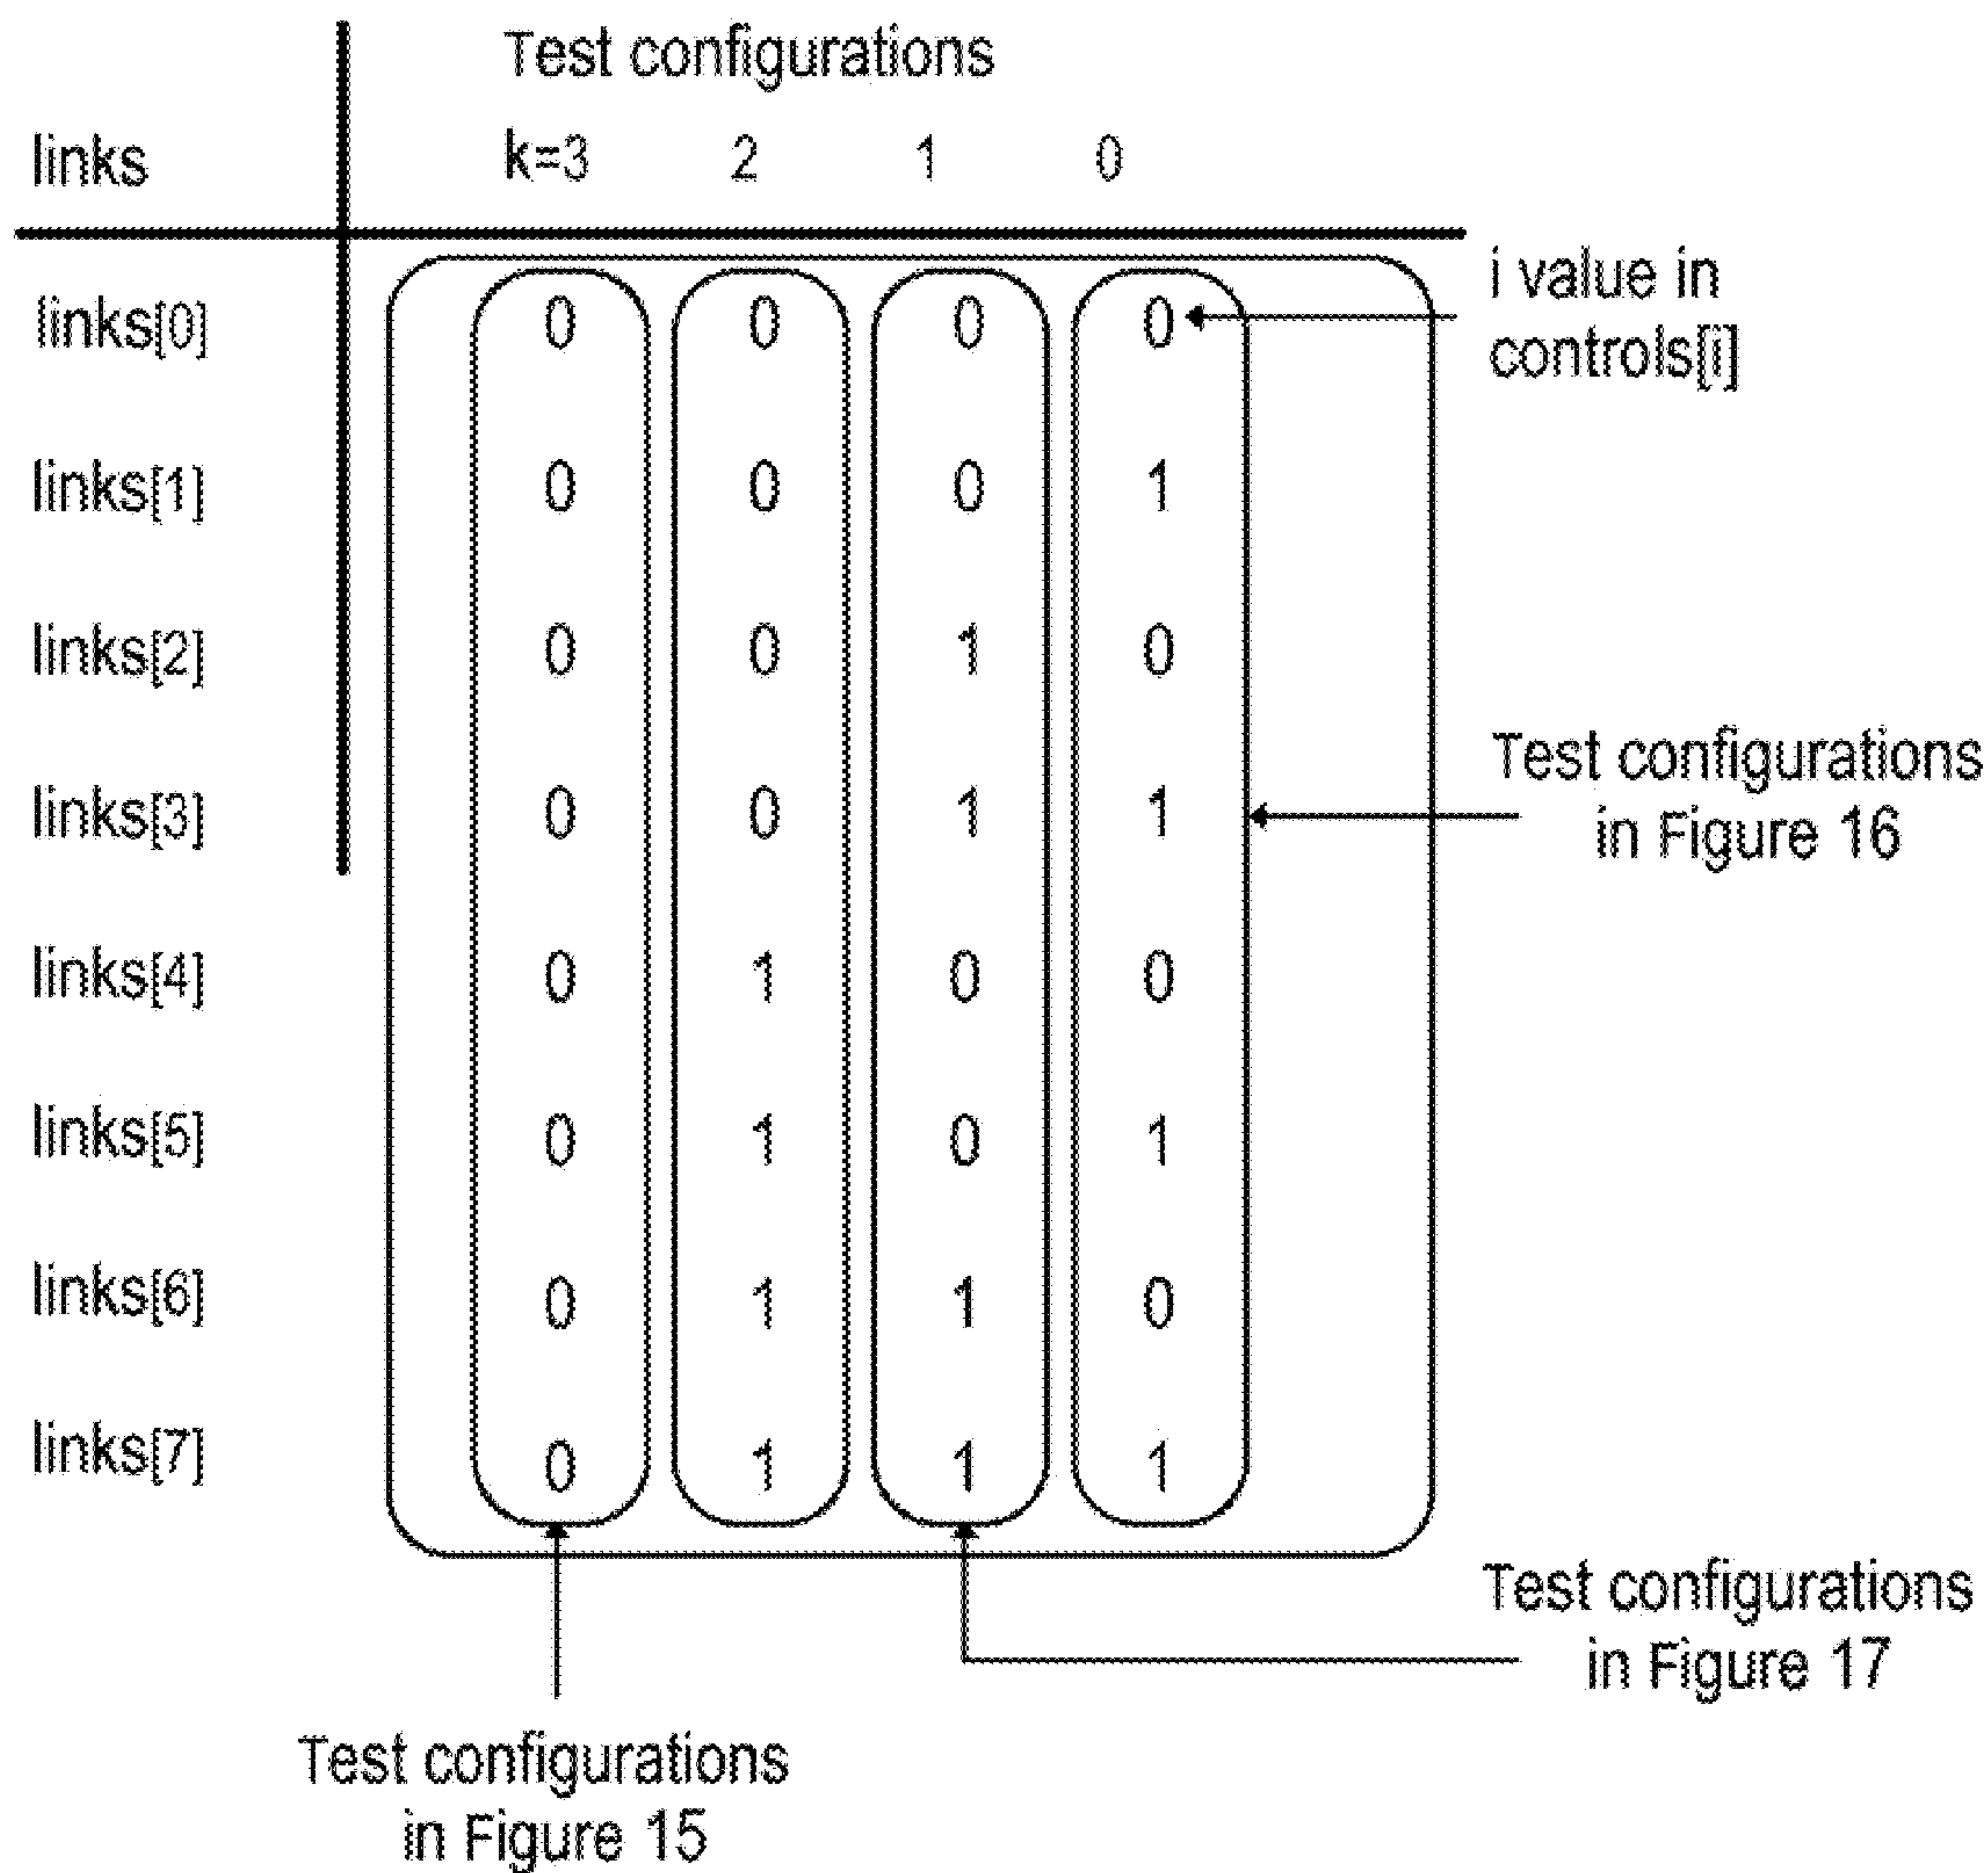 Test configurations
links k=3 2 1 0
links[0] 0 0 0 0
i value in
controls[i]
links[1] 0 0 0 1
links[2] 0 0 1 0
links[3] 0 0 1 1
Test configurations
in Figure 16
links[4] 0 1 0 0
links[5] 0 1 0 1
links[6] 0 1 1 0
links[7] 0 1 1 1
Test configurations
in Figure 17
Test configurations
in Figure 15